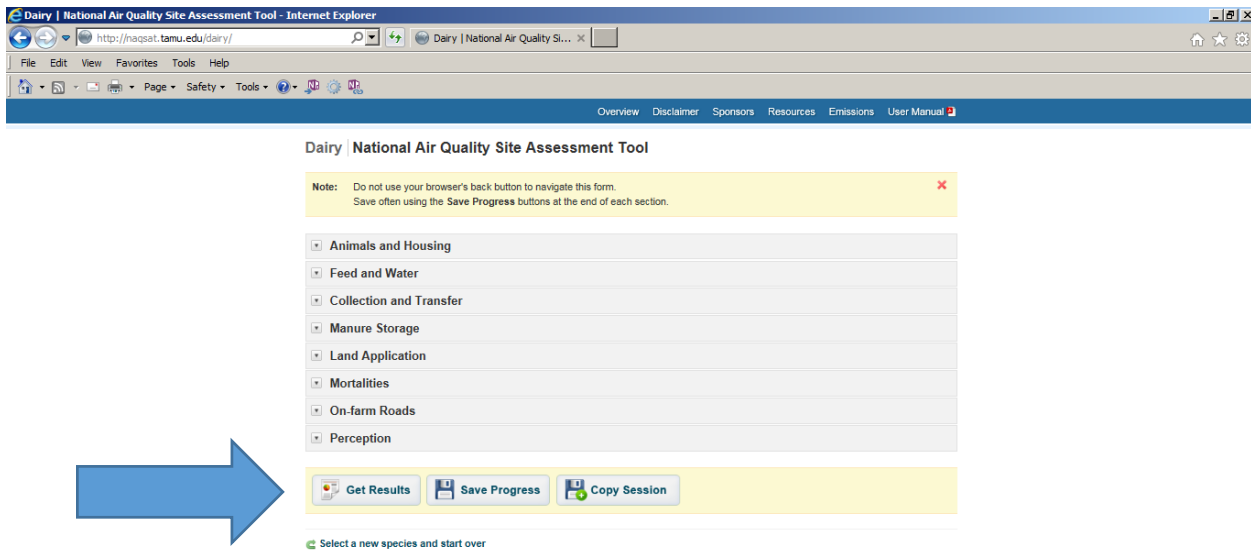 Dairy | National Air Quality Site Assessment Tool - Internet Explorer
http://naqsat.tamu.edu/dairy/
Dairy | National Air Quality Si...
File Edit View Favorites Tools Help
Page Safety Tools
Overview Disclaimer Sponsors Resources Emissions User Manual
Dairy | National Air Quality Site Assessment Tool
Note: Do not use your browser's back button to navigate this form.
Save often using the Save Progress buttons at the end of each section.
Animals and Housing
Feed and Water
Collection and Transfer
Manure Storage
Land Application
Mortalities
On-farm Roads
Perception
Get Results Save Progress Copy Session
Select a new species and start over